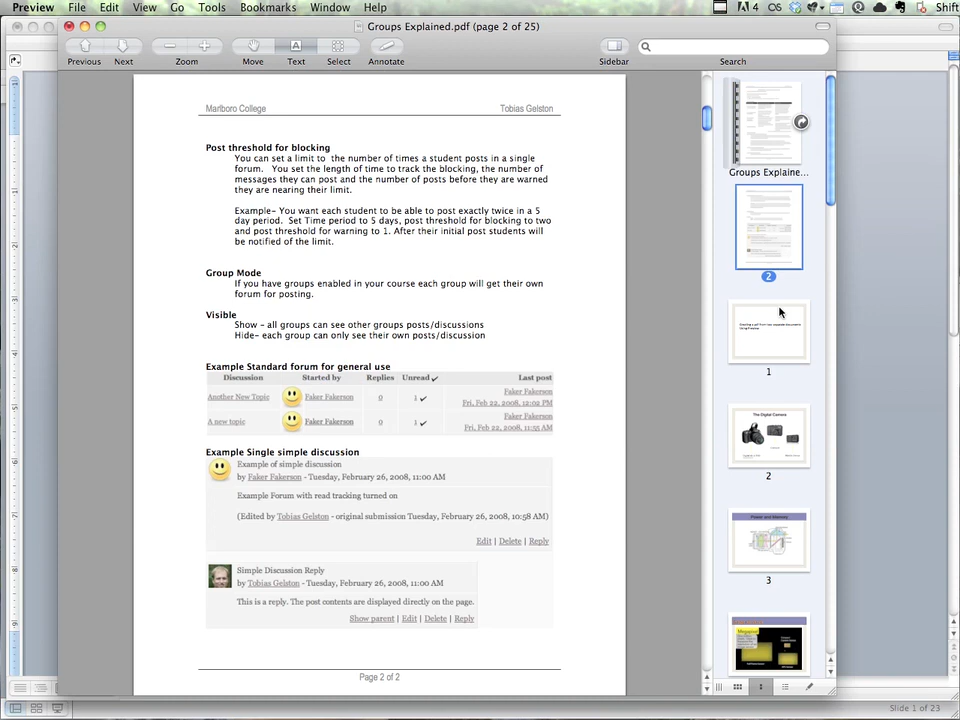 Preview File Edit View Go Tools Bookmarks Window Help 4 Shift
Groups Explained.pdf (page 2 of 25)
Previous Next Zoom Move Text Select Annotate Sidebar Search
Marlboro College Tobias Gelston
Post threshold for blocking
You can set a limit to the number of times a student posts in a single
forum. You set the length of time to track the blocking, the number of
messages they can post and the number of posts before they are warned
they are nearing their limit.
Example- You want each student to be able to post exactly twice in a 5
day period. Set Time period to 5 days, post threshold for blocking to two
and post threshold for warning to 1. After their initial post students will
be notified of the limit.
Group Mode
If you have groups enabled in your course each group will get their own
forum for posting.
Visible
Show – all groups can see other groups posts/discussions
Hide- each group can only see their own posts/discussion
Example Standard forum for general use
Discussion Started by Replies Unread Last post
Another New Topic Faker Fakerson 0 1 Faker Fakerson
Fri, Feb 22, 2008, 12:02 PM
A new topic Faker Fakerson 0 1 Faker Fakerson
Fri, Feb 22, 2008, 11:55 AM
Example Single simple discussion
Example of simple discussion
by Faker Fakerson - Tuesday, February 26, 2008, 11:00 AM
Example Forum with read tracking turned on
(Edited by Tobias Gelston - original submission Tuesday, February 26, 2008, 10:58 AM)
Edit | Delete | Reply
Simple Discussion Reply
by Tobias Gelston - Tuesday, February 26, 2008, 11:00 AM
This is a reply. The post contents are displayed directly on the page.
Show parent | Edit | Delete | Reply
Page 2 of 2
Groups Explaine...
2
1
The Digital Camera
2
Power and Memory
3
Slide 1 of 23